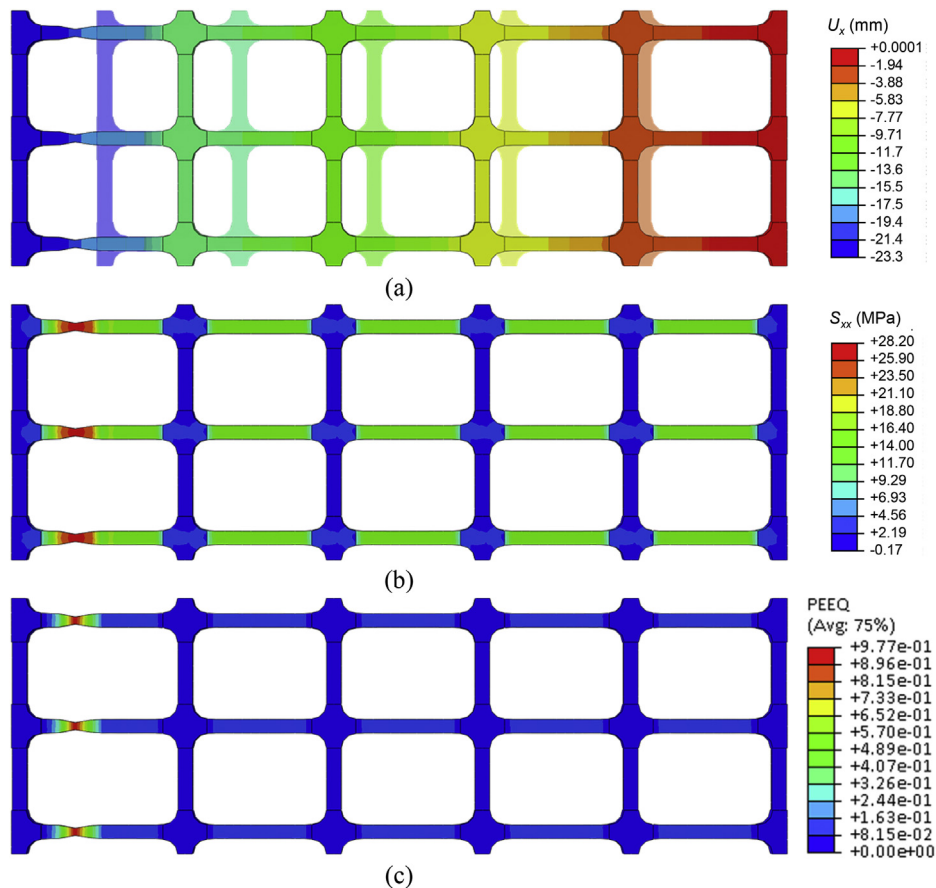 Uₓ (mm)
+0.0001
-1.94
-3.88
-5.83
-7.77
-9.71
-11.7
-13.6
-15.5
-19.4
-21.4
-23.3
(a)
Sₓₓ (MPa)
+28.20
+25.90
+23.50
+21.10
+18.80
+16.40
+14.00
+11.70
+9.29
+6.93
+4.56
+2.19
-0.17
(b)
PEEQ
(Avg: 75%)
+9.77e-01
+8.96e-01
+8.15e-01
+7.33e-01
+6.52e-01
+5.70e-01
+4.89e-01
+4.07e-01
+3.26e-01
+2.44e-01
+1.63e-01
+8.15e-02
+0.00e+00
(c)